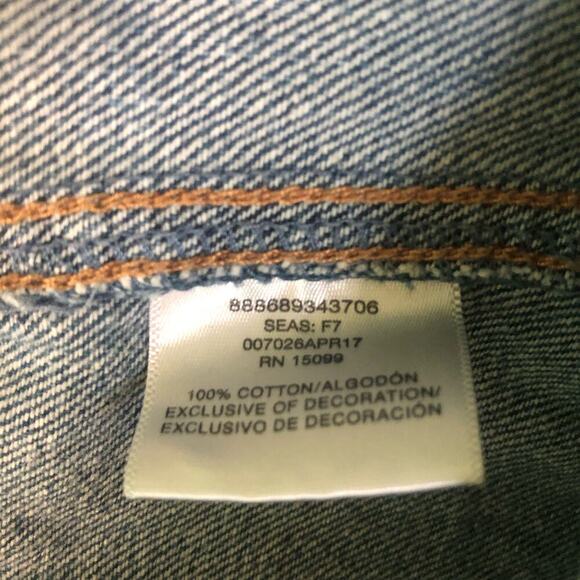 888689343706
SEAS: F7
007026APR17
RN 15099
100% COTTON/ALGODÓN
EXCLUSIVE OF DECORATION/
EXCLUSIVO DE DECORACIÓN